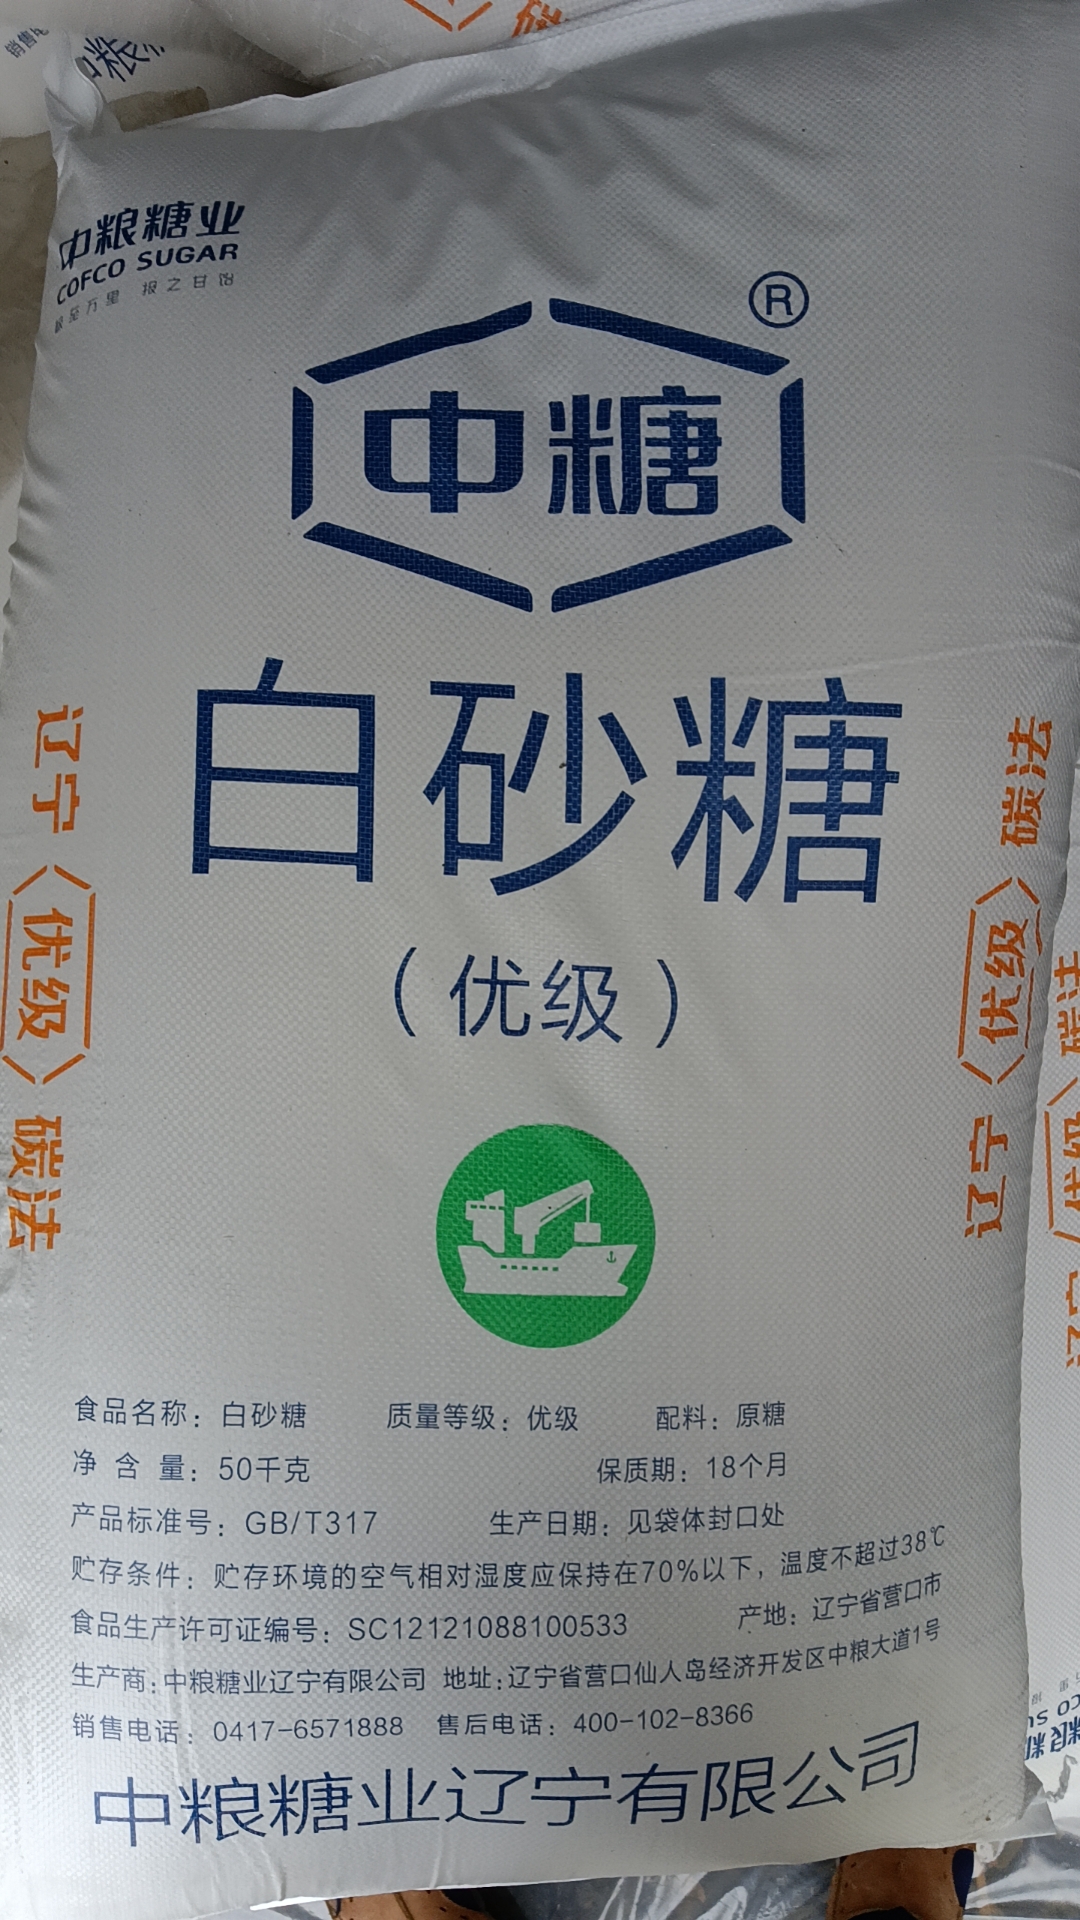 中粮糖业
COFCO SUGAR
报之甘饴
®
中糖
白砂糖
（优级）
辽宁
优级
碳法
辽宁
优级
碳法
食品名称：白砂糖 质量等级：优级 配料：原糖
净含量：50千克 保质期：18个月
产品标准号：GB/T317 生产日期：见袋体封口处
贮存条件：贮存环境的空气相对湿度应保持在70%以下，温度不超过38℃
食品生产许可证编号：SC12121088100533 产地：辽宁省营口市
生产商：中粮糖业辽宁有限公司 地址：辽宁省营口仙人岛经济开发区中粮大道1号
销售电话：0417-6571888 售后电话：400-102-8366
中粮糖业辽宁有限公司